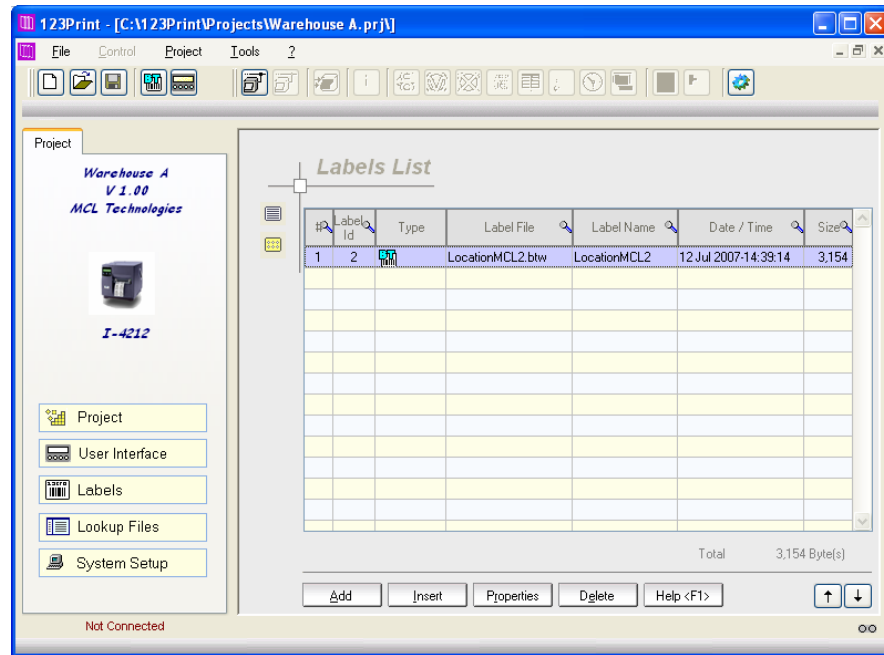 123Print - [C:\123Print\Projects\Warehouse A.prj\]
File Control Project Tools ?
Project
Warehouse A
V 1.00
MCL Technologies
I-4212
Project
User Interface
Labels
Lookup Files
System Setup
Labels List
# Label Id Type Label File Label Name Date / Time Size
1 2 LocationMCL2.btw LocationMCL2 12 Jul 2007-14:39:14 3,154
Total 3,154 Byte(s)
Add Insert Properties Delete Help <F1>
Not Connected